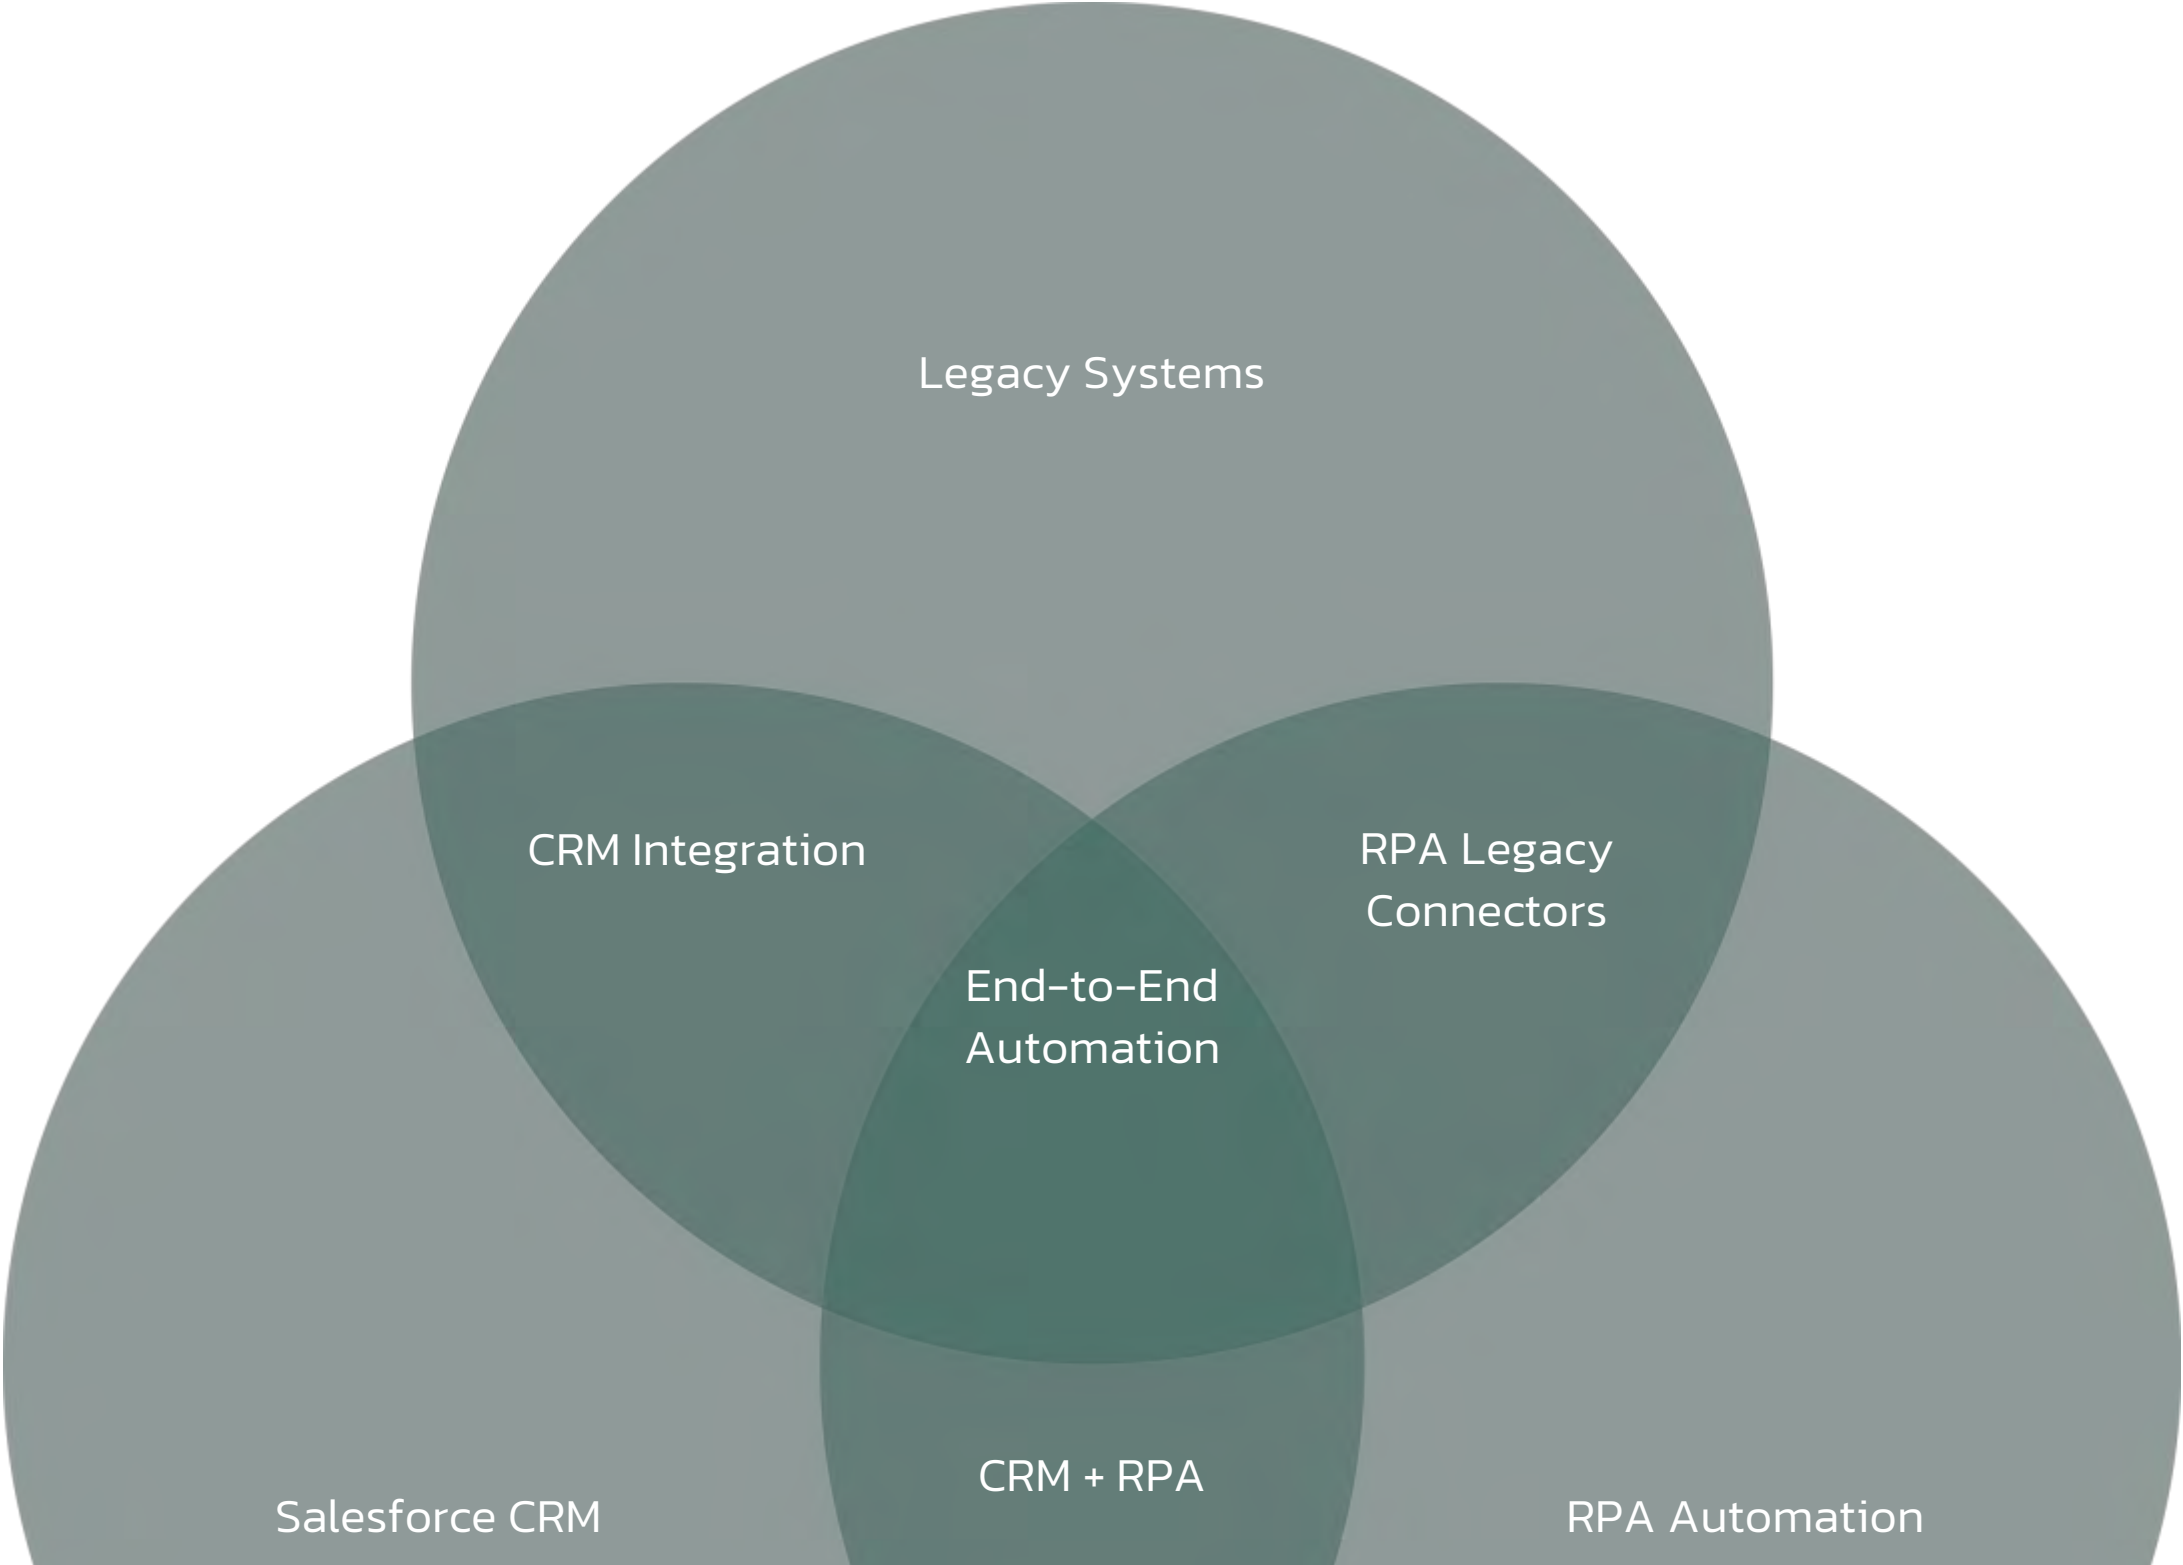 Legacy Systems
CRM Integration
RPA Legacy
Connectors
End-to-End
Automation
CRM + RPA
Salesforce CRM
RPA Automation